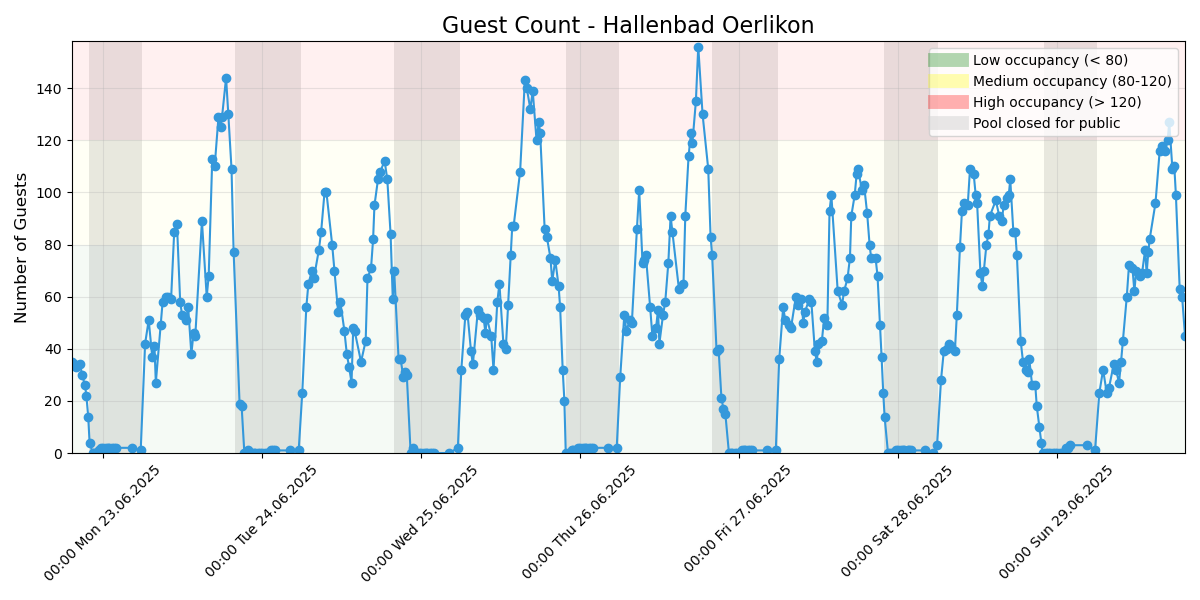 Guest Count - Hallenbad Oerlikon
Low occupancy (< 80)
Medium occupancy (80-120)
High occupancy (> 120)
Pool closed for public
Number of Guests
140
120
100
80
60
40
20
0
00:00 Mon 23.06.2025
00:00 Tue 24.06.2025
00:00 Wed 25.06.2025
00:00 Thu 26.06.2025
00:00 Fri 27.06.2025
00:00 Sat 28.06.2025
00:00 Sun 29.06.2025